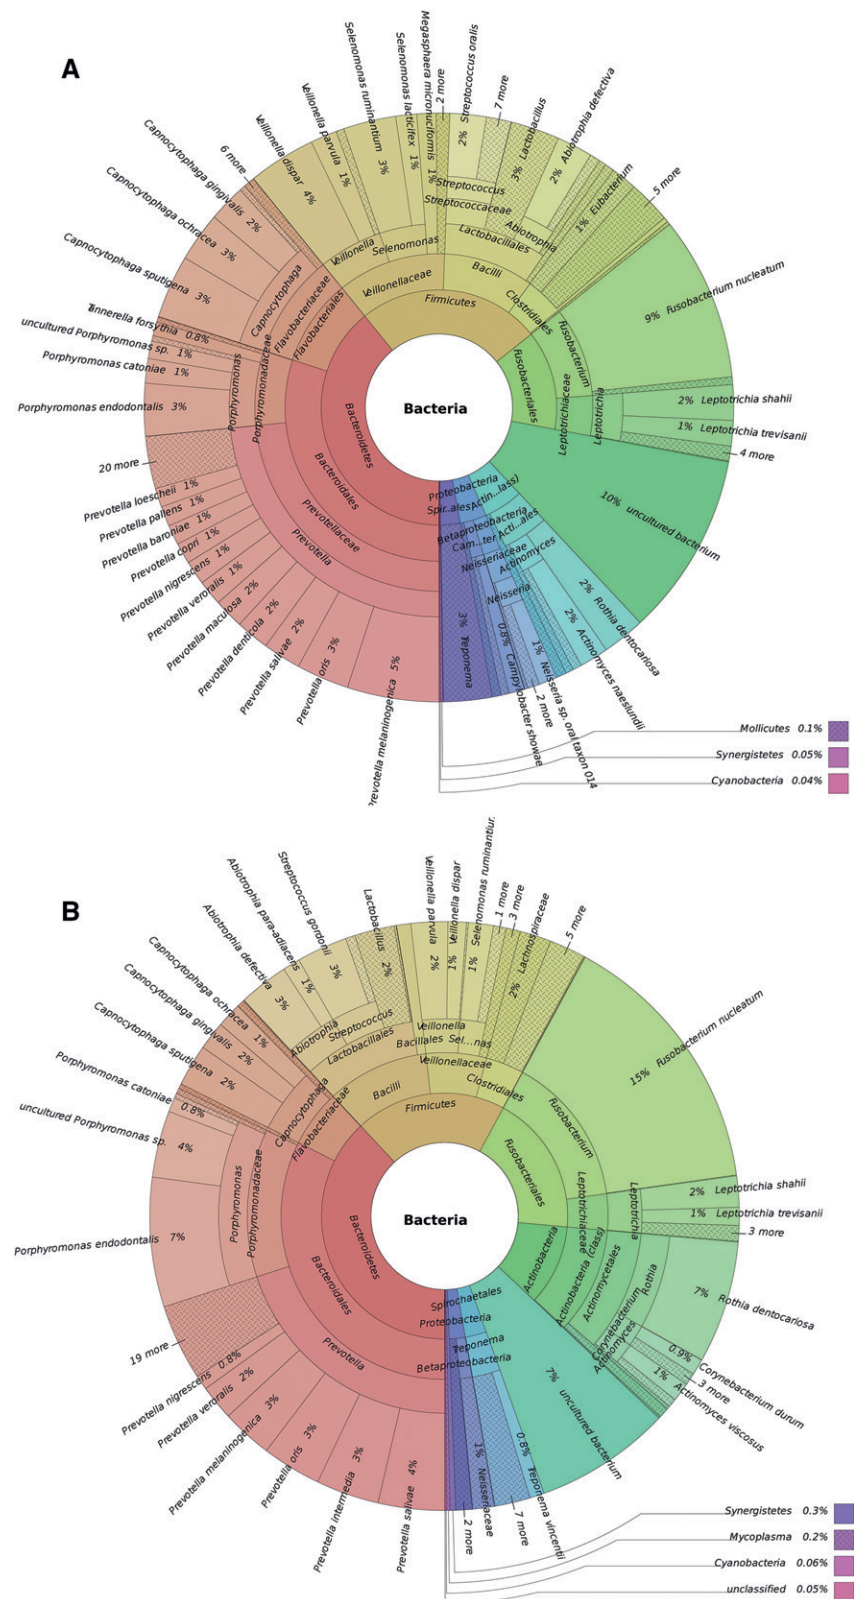 A
Capnocytophaga gingivalis 2%
Capnocytophaga ochracea 3%
Capnocytophaga sputigena 3%
6 more
Veillonella dispar 4%
Veillonella parvula 1%
Selenomonas ruminantium 3%
Selenomonas lacticifex 1%
Megasphaera micronuciformis 1%
2 more
Streptococcus oralis 2%
7 more
Lactobacillus 3%
Abiotrophia defectiva 2%
Eubacterium 1%
5 more
Fusobacterium nucleatum 9%
2% Leptotrichia shahii
1% Leptotrichia trevisanii
4 more
10% uncultured bacterium
2% Rothia dentocariosa
2% Actinomyces naeslundii
1% Neisseria sp. oral taxon 014
2 more
0.8% Campylobacter showae
3% Treponema
Tannerella forsythia 0.8%
uncultured Porphyromonas sp. 1%
Porphyromonas catoniae 1%
Porphyromonas endodontalis 3%
20 more
Prevotella loescheii 1%
Prevotella pallens 1%
Prevotella baroniae 1%
Prevotella copri 1%
Prevotella nigrescens 1%
Prevotella veroralis 1%
Prevotella maculosa 2%
Prevotella denticola 2%
Prevotella salivae 2%
Prevotella oris 3%
Prevotella melaninogenica 5%
Streptococcus
Streptococcaceae
Lactobacillales
Abiotrophia
Veillonella
Selenomonas
Veillonellaceae
Bacilli
Clostridiales
Firmicutes
Capnocytophaga
Flavobacteriaceae
Flavobacteriales
Porphyromonas
Porphyromonadaceae
Bacteroidetes
Bacteroidales
Prevotellaceae
Prevotella
Bacteria
Fusobacteriales
Fusobacterium
Leptotrichiaceae
Leptotrichia
Proteobacteria
Spir...ales
Actin...lass)
Betaproteobacteria
Cam...ter
Acti...ales
Neisseriaceae
Actinomyces
Neisseria
Mollicutes 0.1%
Synergistetes 0.05%
Cyanobacteria 0.04%
B
Capnocytophaga ochracea 1%
Capnocytophaga gingivalis 2%
Capnocytophaga sputigena 2%
Porphyromonas catoniae 0.8%
uncultured Porphyromonas sp. 4%
Porphyromonas endodontalis 7%
Abiotrophia defectiva 3%
Abiotrophia para-adiacens 1%
Streptococcus gordonii 3%
Lactobacillus 2%
Veillonella parvula 2%
Veillonella dispar 1%
Selenomonas ruminantiur. 1%
1 more
3 more
Lachnospiraceae 2%
5 more
15% Fusobacterium nucleatum
2% Leptotrichia shahii
1% Leptotrichia trevisanii
3 more
7% Rothia dentocariosa
0.9% Corynebacterium durum
3 more
1% Actinomyces viscosus
7% uncultured bacterium
0.8% Treponema vincentii
7 more
1% Neisseriaceae
2 more
19 more
Prevotella nigrescens 0.8%
Prevotella veroralis 2%
Prevotella melaninogenica 3%
Prevotella oris 3%
Prevotella intermedia 3%
Prevotella salivae 4%
Abiotrophia
Streptococcus
Lactobacillales
Bacillales
Veillonella
Sel...nas
Veillonellaceae
Clostridiales
Bacilli
Firmicutes
Capnocytophaga
Flavobacteriaceae
Porphyromonas
Porphyromonadaceae
Bacteroidetes
Bacteroidales
Prevotella
Bacteria
Fusobacteriales
Fusobacterium
Leptotrichiaceae
Leptotrichia
Actinobacteria
Actinobacteria (class)
Actinomycetales
Rothia
Corynebacterium
Actinomyces
Spirochaetales
Proteobacteria
Treponema
Betaproteobacteria
Synergistetes 0.3%
Mycoplasma 0.2%
Cyanobacteria 0.06%
unclassified 0.05%